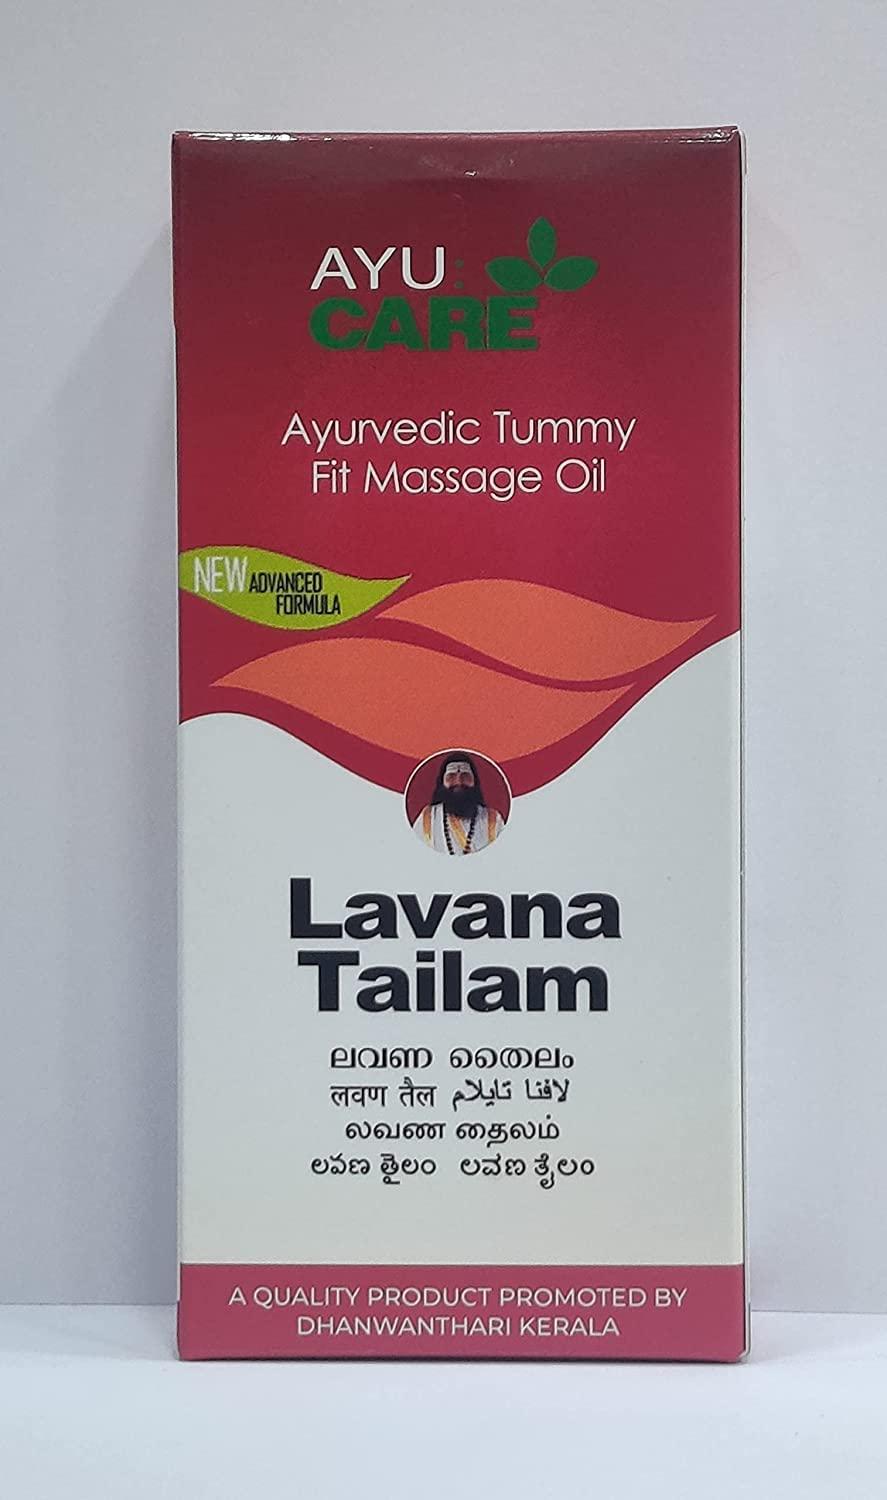 AYU:
CARE
Ayurvedic Tummy
Fit Massage Oil
NEW ADVANCED
FORMULA
Lavana
Tailam
ലവണ തൈലം
लवण तैल لافنا تايلام
லவண தைலம்
లవణ తైలం ಲವಣ ತೈಲಂ
A QUALITY PRODUCT PROMOTED BY
DHANWANTHARI KERALA